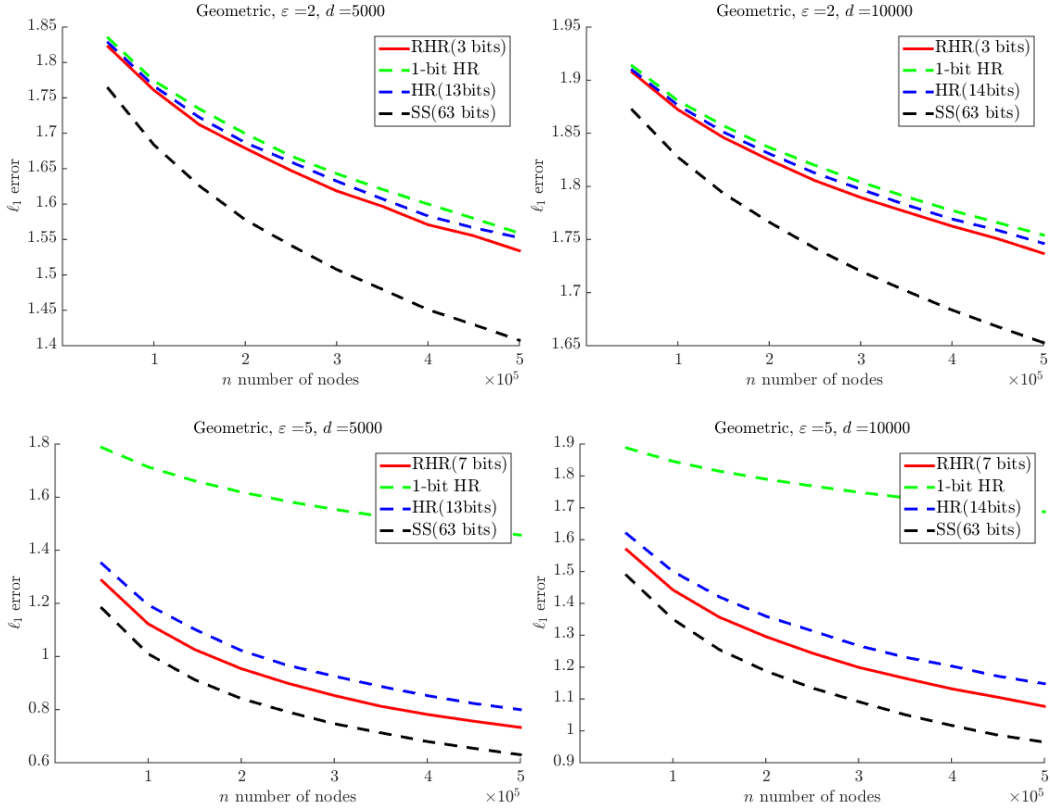 Geometric, ε =2, d =5000
1.85
1.8
1.75
1.7
1.65
1.6
1.55
1.5
1.45
1.4
ℓ₁ error
RHR(3 bits)
1-bit HR
HR(13bits)
SS(63 bits)
1 2 3 4 5
n number of nodes
×10⁵
Geometric, ε =2, d =10000
1.95
1.9
1.85
1.8
1.75
1.7
1.65
ℓ₁ error
RHR(3 bits)
1-bit HR
HR(14bits)
SS(63 bits)
1 2 3 4 5
n number of nodes
×10⁵
Geometric, ε =5, d =5000
1.8
1.6
1.4
1.2
1
0.8
0.6
ℓ₁ error
RHR(7 bits)
1-bit HR
HR(13bits)
SS(63 bits)
1 2 3 4 5
n number of nodes
×10⁵
Geometric, ε =5, d =10000
1.9
1.8
1.7
1.6
1.5
1.4
1.3
1.2
1.1
1
0.9
ℓ₁ error
RHR(7 bits)
1-bit HR
HR(14bits)
SS(63 bits)
1 2 3 4 5
n number of nodes
×10⁵